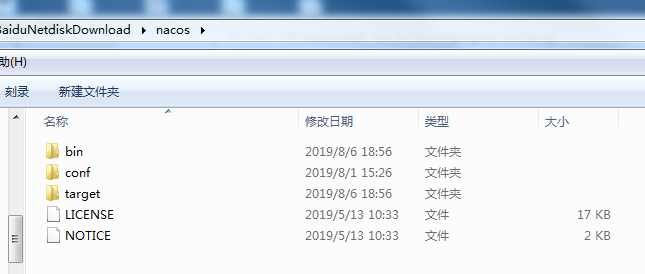 BaiduNetdiskDownload ▸ nacos ▸
助(H)
刻录 新建文件夹
名称 修改日期 类型 大小
bin 2019/8/6 18:56 文件夹
conf 2019/8/1 15:26 文件夹
target 2019/8/6 18:56 文件夹
LICENSE 2019/5/13 10:33 文件 17 KB
NOTICE 2019/5/13 10:33 文件 2 KB